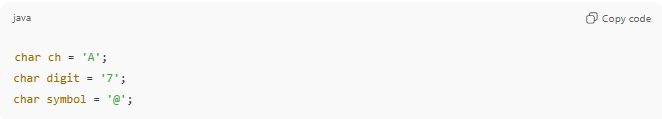 java Copy code
char ch = 'A';
char digit = '7';
char symbol = '@';